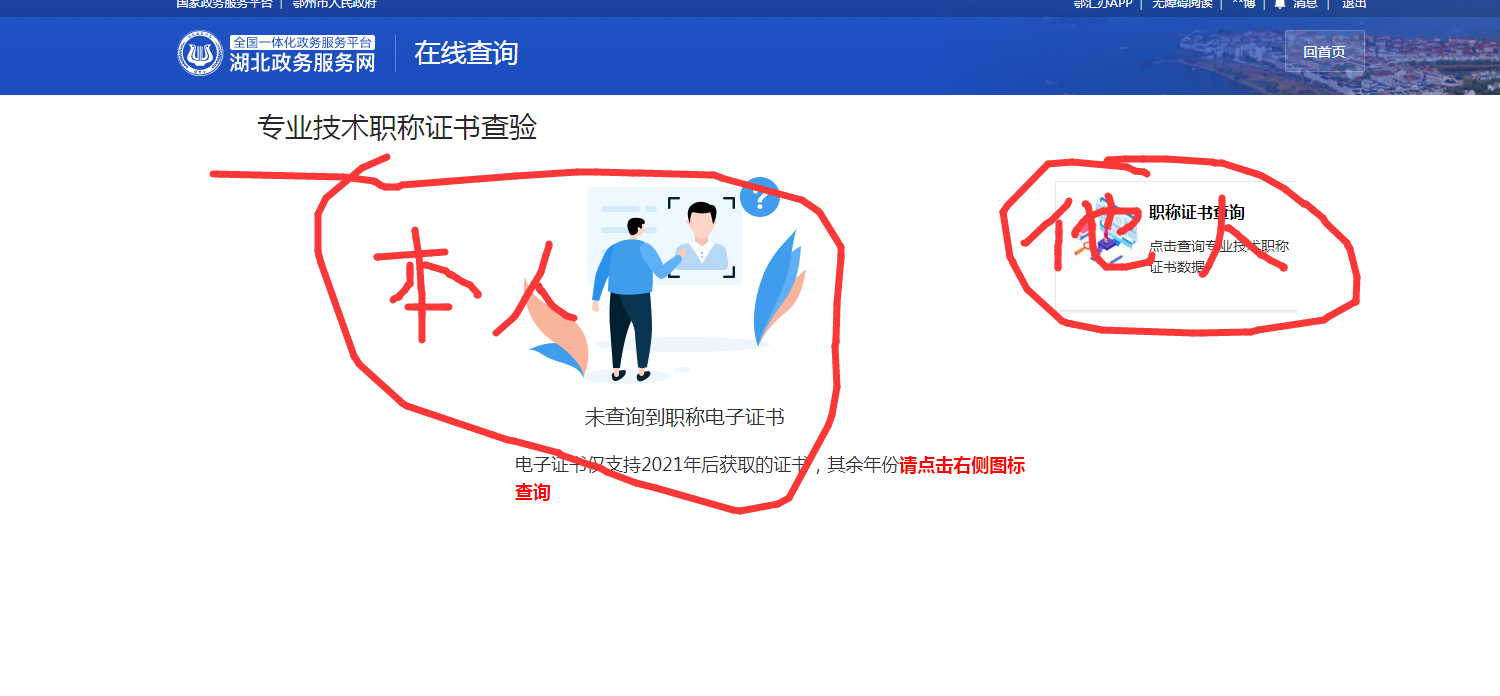 国家政务服务平台 | 鄂州市人民政府
鄂汇办APP | 无障碍阅读 | **博 | 消息 | 退出
全国一体化政务服务平台
湖北政务服务网
在线查询
回首页
专业技术职称证书查验
本人
他人
职称证书查询
点击查询专业技术职称
证书数据
未查询到职称电子证书
电子证书仅支持2021年后获取的证书，其余年份请点击右侧图标
查询